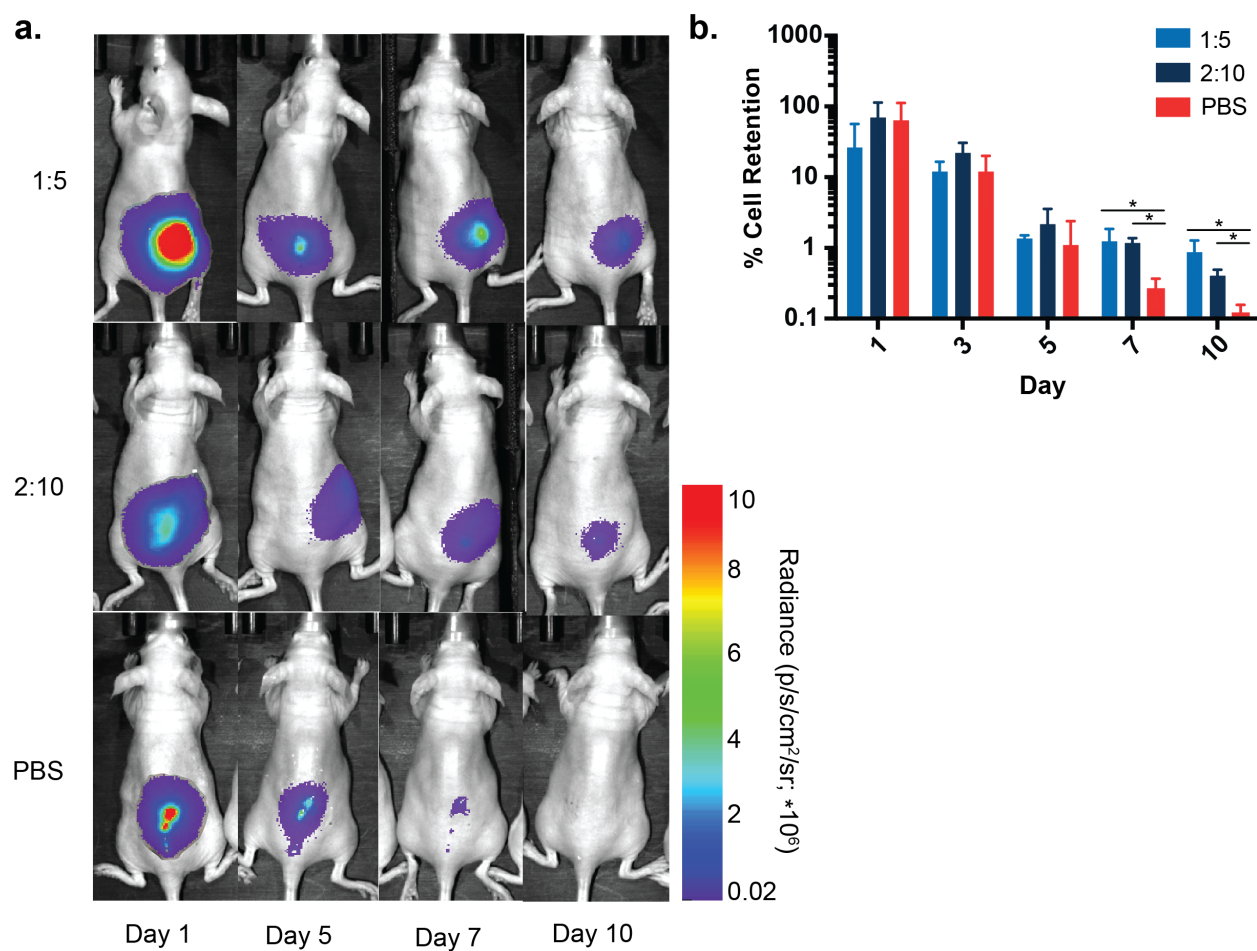 a.
1:5
2:10
PBS
Day 1
Day 5
Day 7
Day 10
10
8
6
4
2
0.02
Radiance (p/s/cm²/sr; *10⁶)
b.
1000
100
10
1
0.1
% Cell Retention
1:5
2:10
PBS
*
*
*
*
1
3
5
7
10
Day